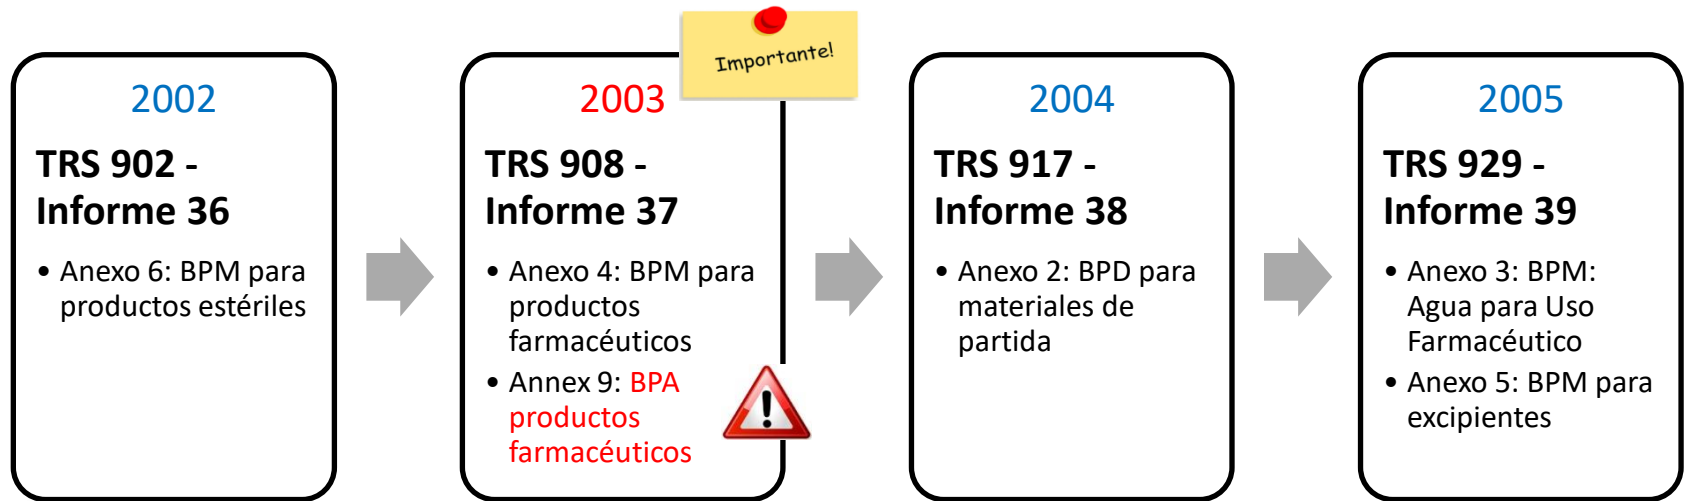 2002
TRS 902 -
Informe 36
• Anexo 6: BPM para
productos estériles
Importante!
2003
TRS 908 -
Informe 37
• Anexo 4: BPM para
productos
farmacéuticos
• Annex 9: BPA
productos
farmacéuticos
2004
TRS 917 -
Informe 38
• Anexo 2: BPD para
materiales de
partida
2005
TRS 929 -
Informe 39
• Anexo 3: BPM:
Agua para Uso
Farmacéutico
• Anexo 5: BPM para
excipientes